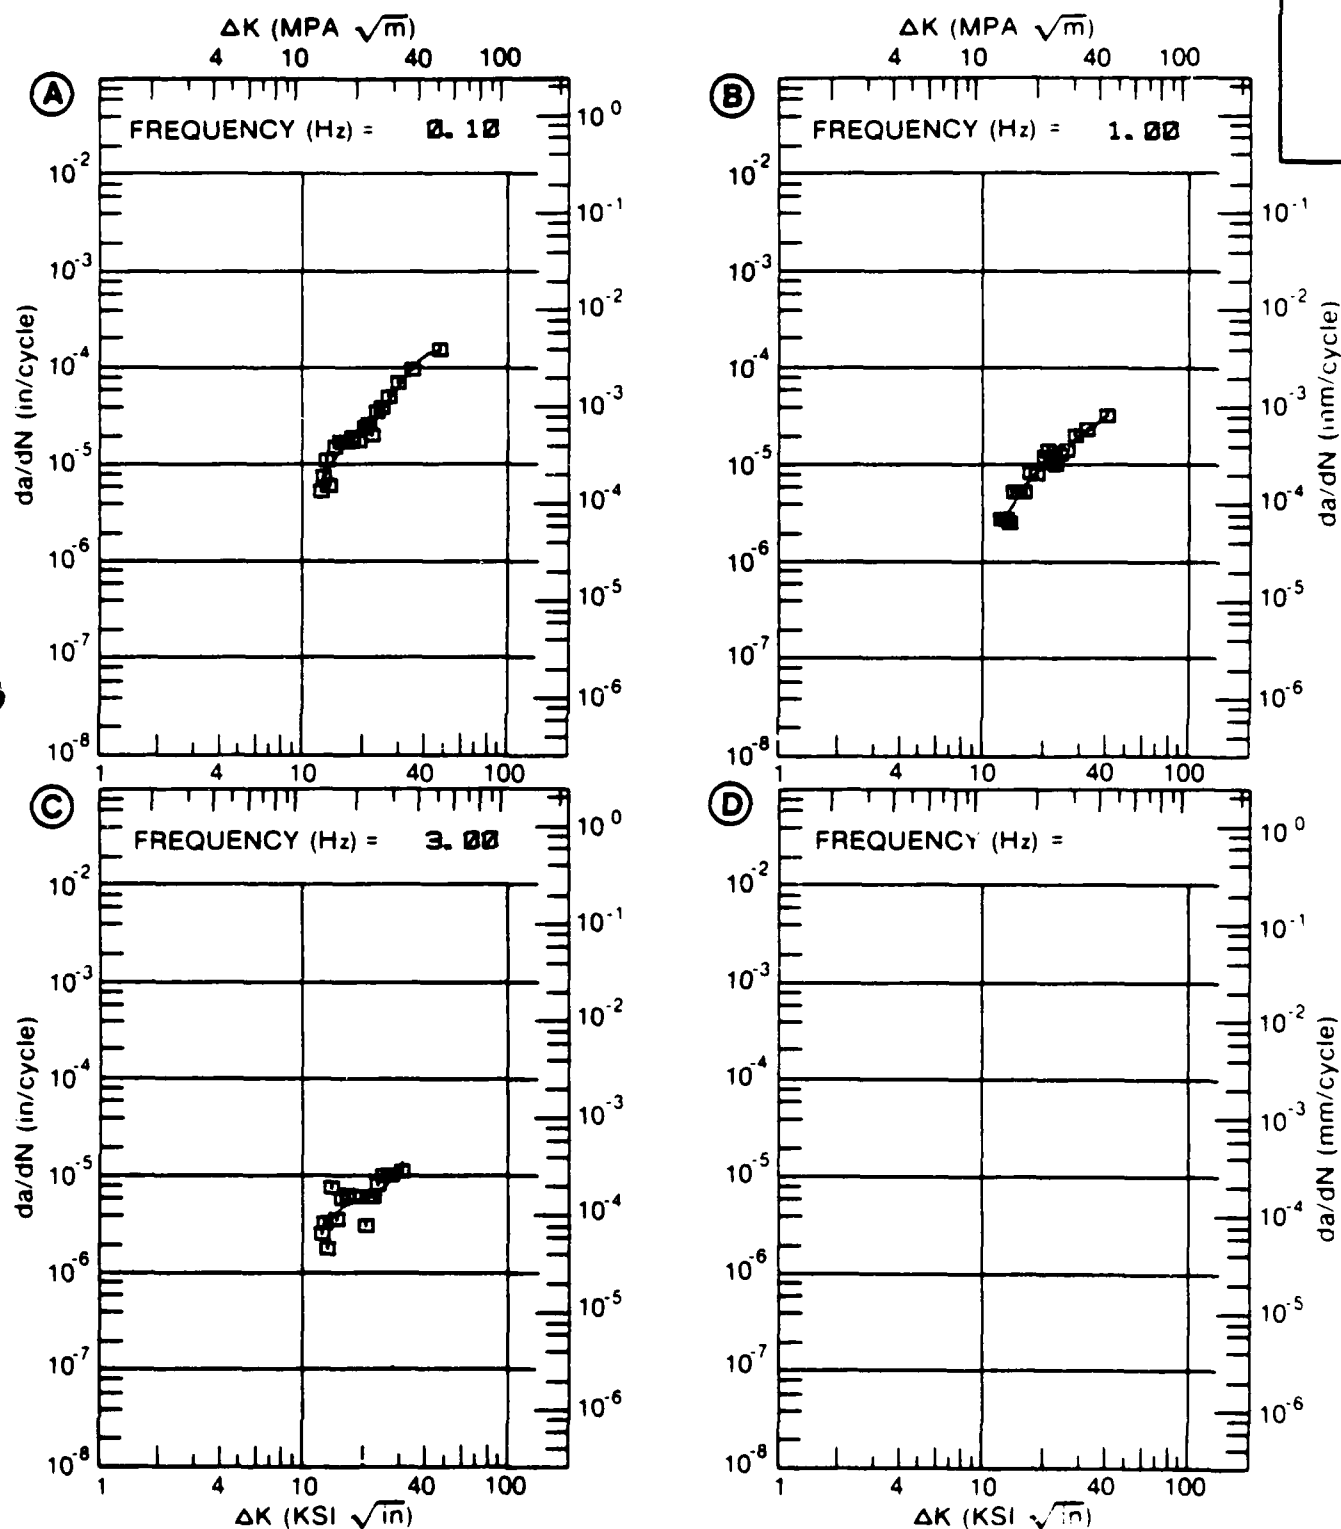 ΔK (MPA √m) ΔK (MPA √m)
4 10 40 100 4 10 40 100
A B
FREQUENCY (Hz) = 0.10 FREQUENCY (Hz) = 1.00
10^0
10^-2 10^-2
10^-1 10^-1
10^-3 10^-3
10^-2 10^-2
10^-4 10^-4
10^-3 10^-3
10^-5 10^-5
10^-4 10^-4
10^-6 10^-6
10^-5 10^-5
10^-7 10^-7
10^-6 10^-6
10^-8 10^-8
da/dN (in/cycle) da/dN (mm/cycle)
1 4 10 40 100 1 4 10 40 100
C D
FREQUENCY (Hz) = 3.00 FREQUENCY (Hz) =
10^0 10^0
10^-2 10^-2
10^-1 10^-1
10^-3 10^-3
10^-2 10^-2
10^-4 10^-4
10^-3 10^-3
10^-5 10^-5
10^-4 10^-4
10^-6 10^-6
10^-5 10^-5
10^-7 10^-7
10^-6 10^-6
10^-8 10^-8
da/dN (in/cycle) da/dN (mm/cycle)
1 4 10 40 100 1 4 10 40 100
ΔK (KSI √in) ΔK (KSI √in)